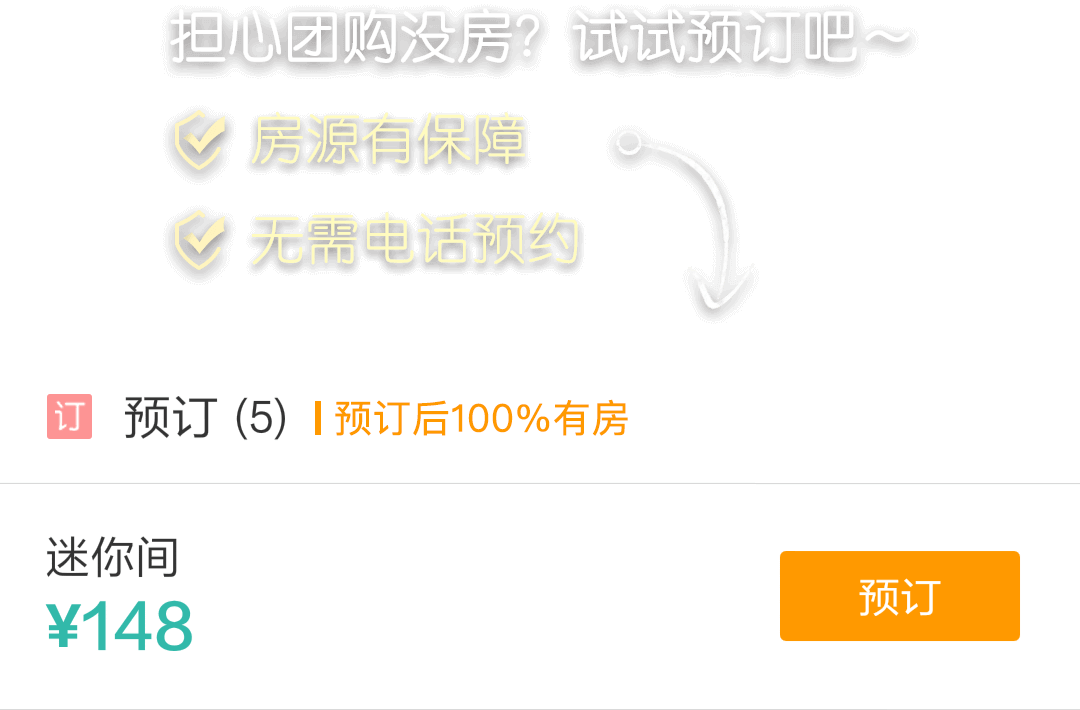 担心团购没房？试试预订吧～
房源有保障
无需电话预约
订 预订 (5) 预订后100%有房
迷你间
¥148
预订